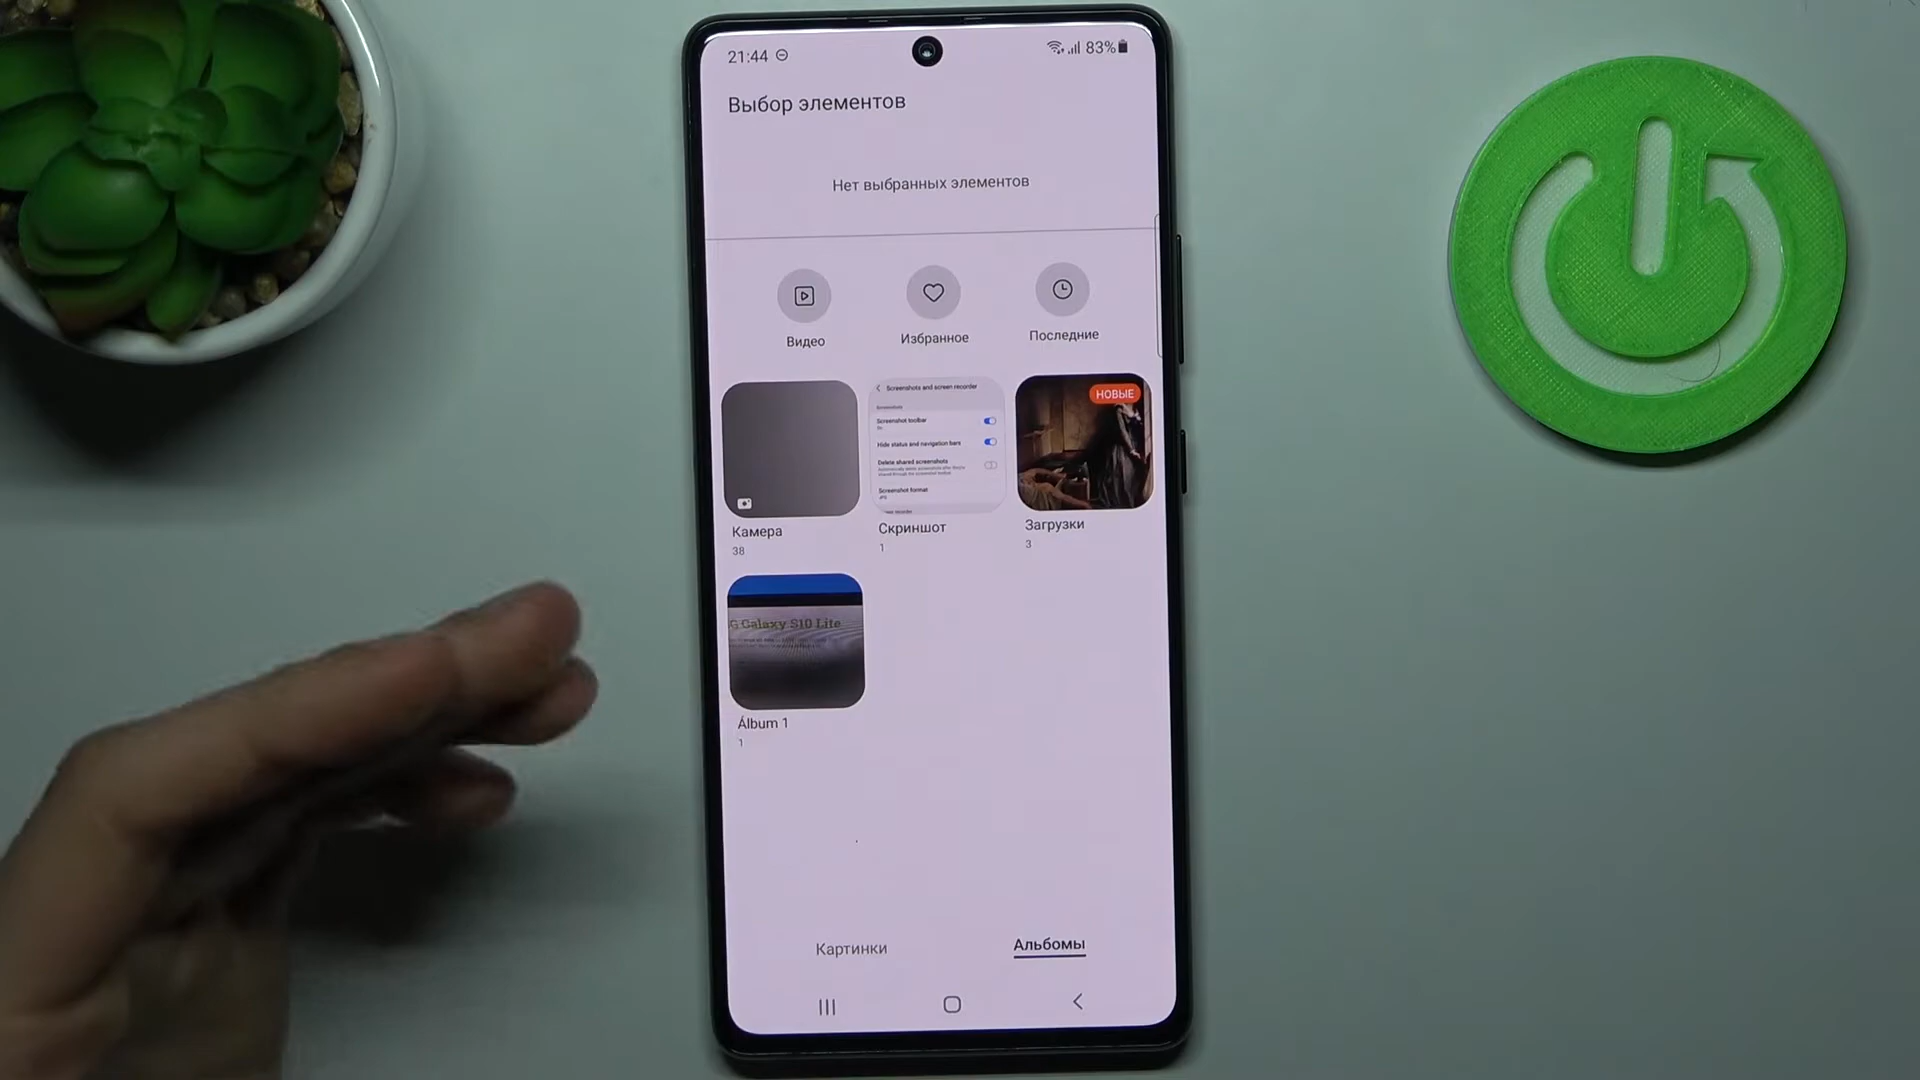 21:44
83%
Выбор элементов
Нет выбранных элементов
Видео
Избранное
Последние
Screenshots and screen recorder
Screenshots
Screenshot toolbar
Hide status and navigation bars
Delete shared screenshots
Screenshot format
НОВЫЕ
Камера
38
Скриншот
1
Загрузки
3
G Galaxy S10 Lite
Álbum 1
1
Картинки
Альбомы